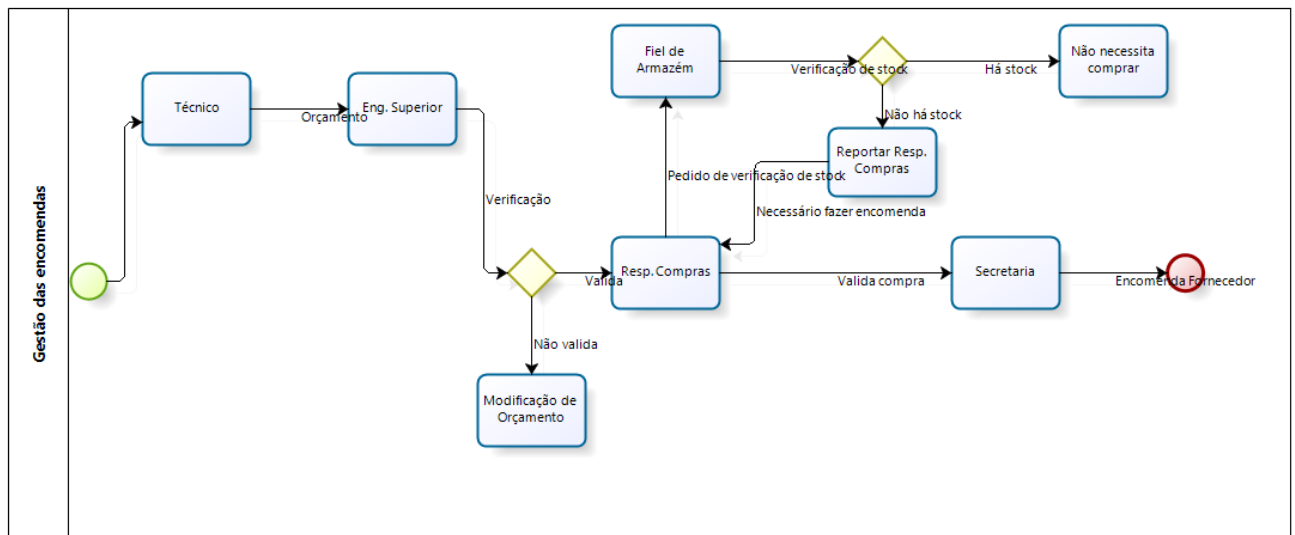 Gestão das encomendas
Técnico
Orçamento
Eng. Superior
Verificação
Valida
Não valida
Modificação de
Orçamento
Resp. Compras
Pedido de verificação de stock
Fiel de
Armazém
Verificação de stock
Há stock
Não necessita
comprar
Não há stock
Reportar Resp.
Compras
Necessário fazer encomenda
Valida compra
Secretaria
Encomenda Fornecedor